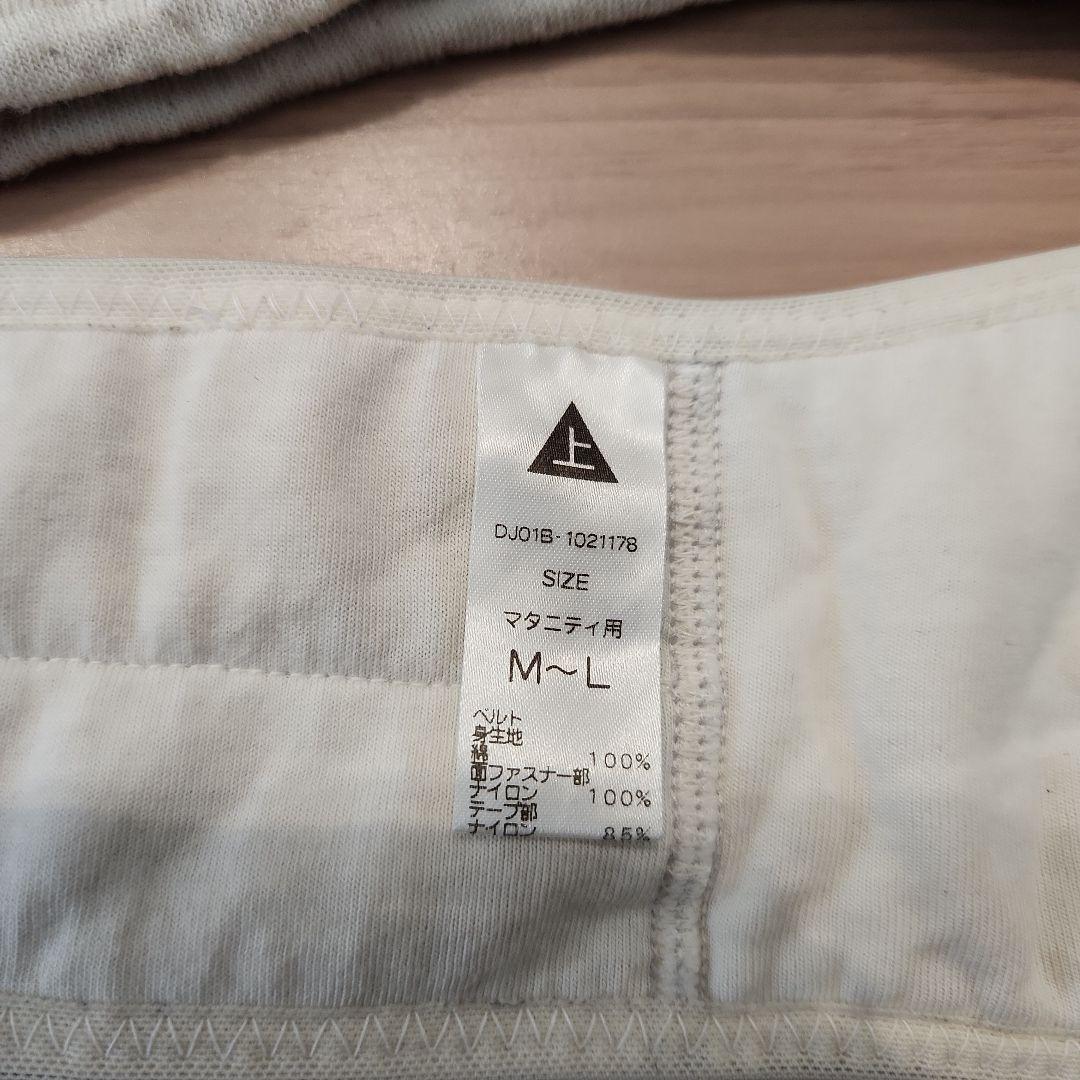 上
DJ01B-1021178
SIZE
マタニティ用
M～L
ベルト
身生地
綿 100%
面ファスナー部
ナイロン 100%
テープ部
ナイロン 85%